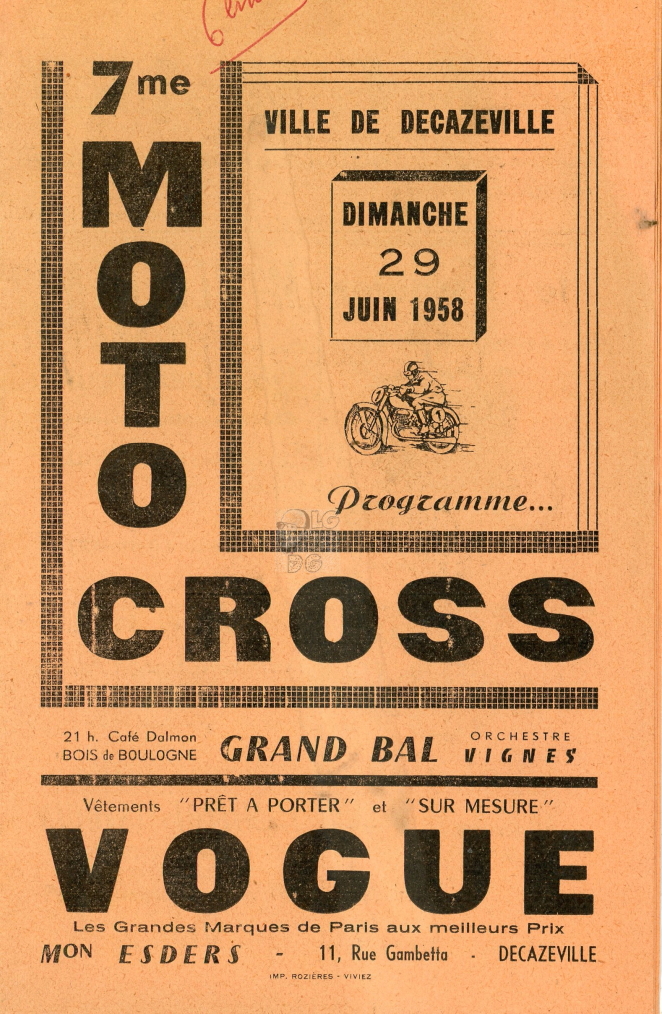 7me
MOTO
CROSS
VILLE DE DECAZEVILLE
DIMANCHE
29
JUIN 1958
Programme...
21 h. Café Dalmon
BOIS de BOULOGNE
GRAND BAL
ORCHESTRE
VIGNES
Vêtements "PRÊT A PORTER" et "SUR MESURE"
VOGUE
Les Grandes Marques de Paris aux meilleurs Prix
MON ESDERS - 11, Rue Gambetta - DECAZEVILLE
IMP. ROZIÈRES - VIVIEZ